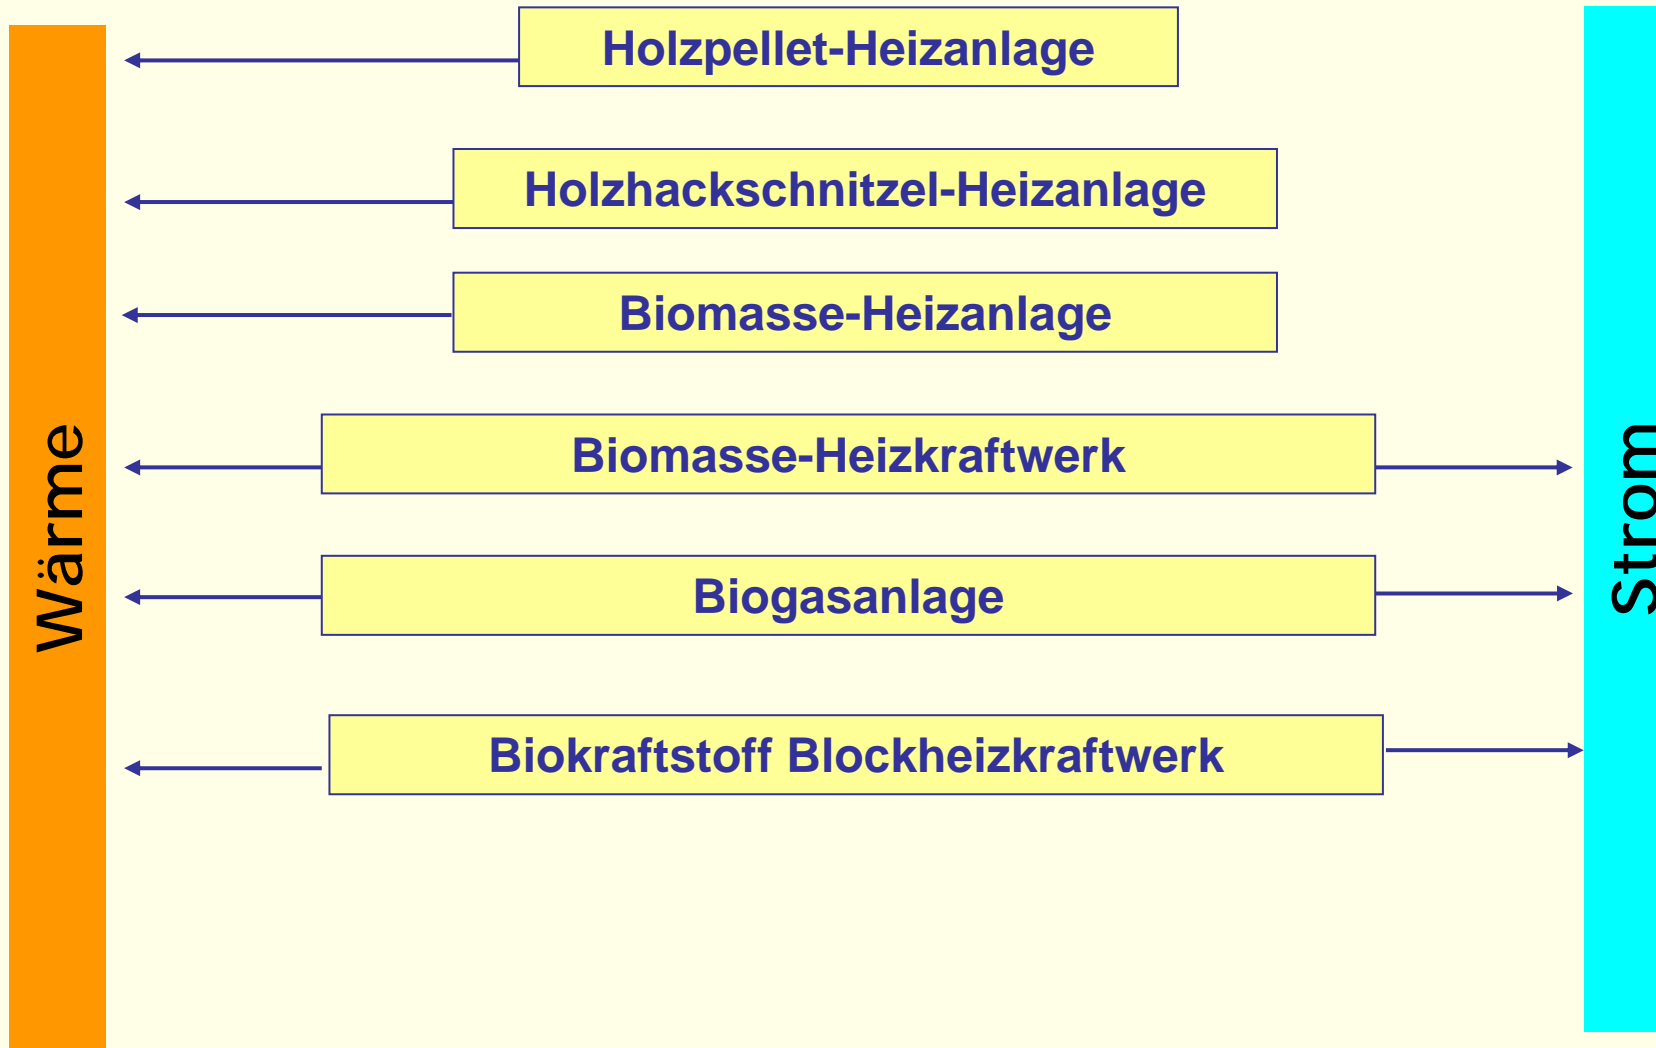 Holzpellet-Heizanlage
Holzhackschnitzel-Heizanlage
Biomasse-Heizanlage
Biomasse-Heizkraftwerk
Biogasanlage
Biokraftstoff Blockheizkraftwerk
Wärme
Strom